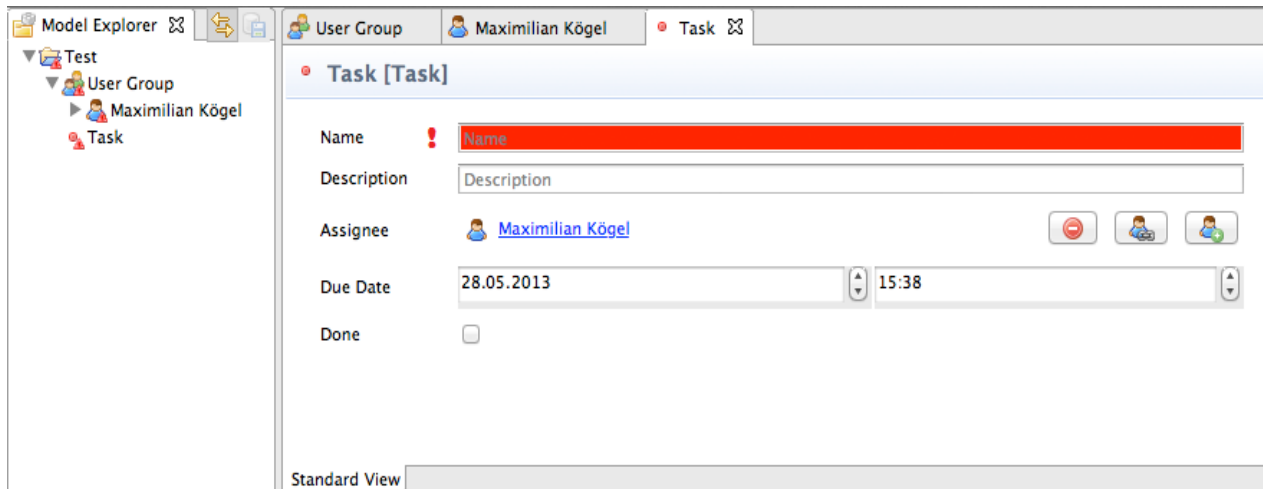 Model Explorer
User Group
Maximilian Kögel
Task
Test
User Group
Maximilian Kögel
Task
Task [Task]
Name
Name
Description
Description
Assignee
Maximilian Kögel
Due Date
28.05.2013
15:38
Done
Standard View